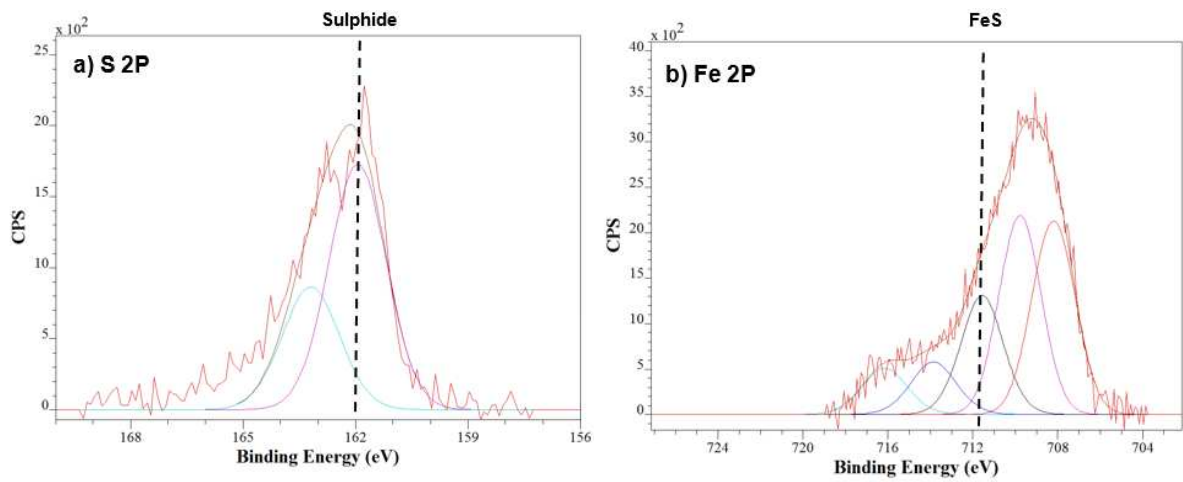 Sulphide
x 10²
a) S 2P
25
20
15
10
5
0
CPS
168 165 162 159 156
Binding Energy (eV)
FeS
x 10²
b) Fe 2P
40
35
30
25
20
15
10
5
0
CPS
724 720 716 712 708 704
Binding Energy (eV)